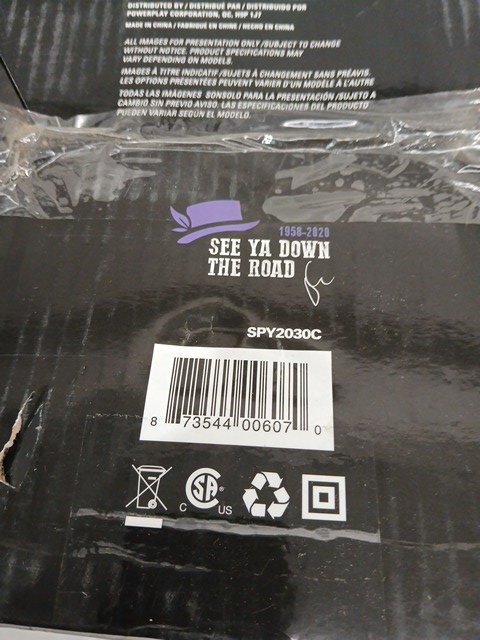 DISTRIBUTED BY / DISTRIBUÉ PAR / DISTRIBUIDO POR
POWERPLAY CORPORATION, QC, H9P 1J7
MADE IN CHINA / FABRIQUÉ EN CHINE / HECHO EN CHINA
ALL IMAGES FOR PRESENTATION ONLY /SUBJECT TO CHANGE
WITHOUT NOTICE. PRODUCT SPECIFICATIONS MAY
VARY DEPENDING ON MODELS.
IMAGES À TITRE INDICATIF /SUJETS À CHANGEMENT SANS PRÉAVIS.
LES OPTIONS PRÉSENTÉES PEUVENT VARIER D'UN MODÈLE À L'AUTRE
TODAS LAS IMÁGENES SONSOLO PARA LA PRESENTACIÓN /SUJETO A
CAMBIO SIN PREVIO AVISO. LAS ESPECIFICACIONES DEL PRODUCTO
PUEDEN VARIAR SEGÚN EL MODELO.
1958-2020
SEE YA DOWN
THE ROAD
SPY2030C
8 73544 00607 0
C SA US